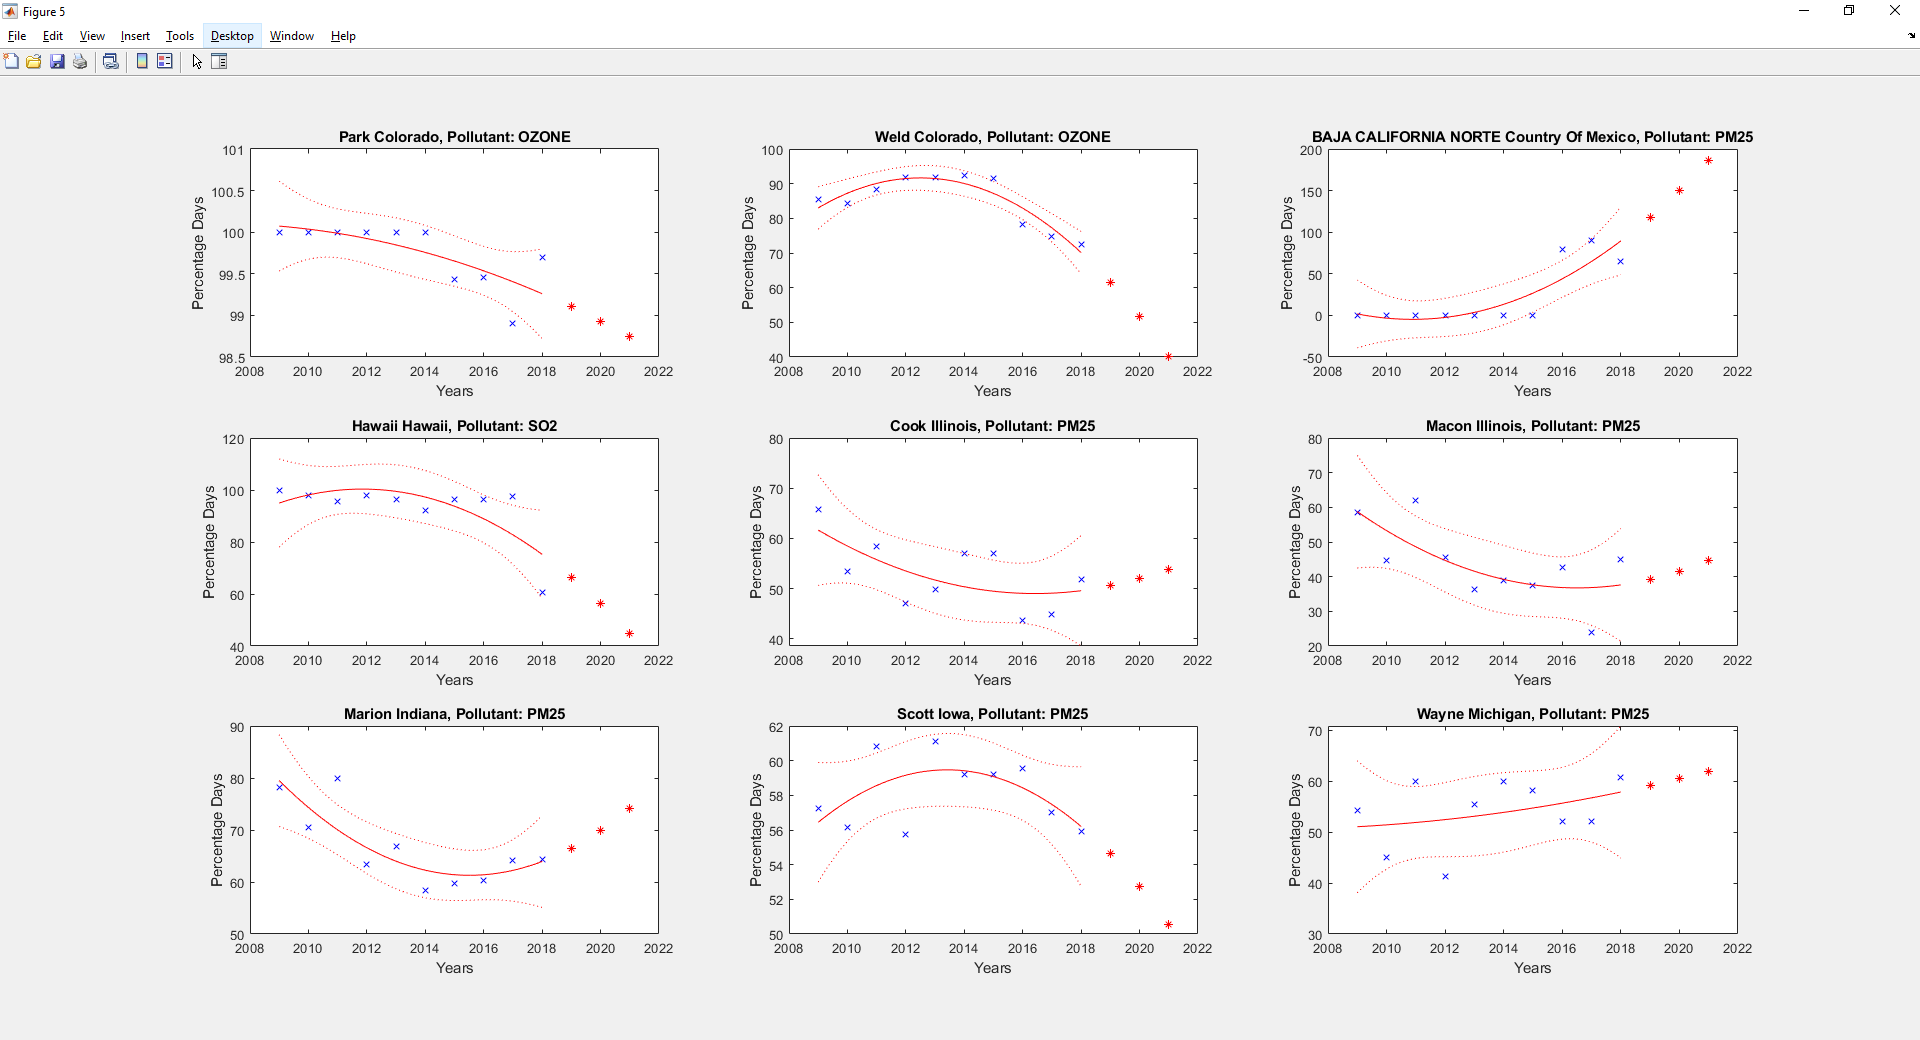 Figure 5
File Edit View Insert Tools Desktop Window Help
Park Colorado, Pollutant: OZONE
101
100.5
100
99.5
99
98.5
Percentage Days
2008 2010 2012 2014 2016 2018 2020 2022
Years
Weld Colorado, Pollutant: OZONE
100
90
80
70
60
50
40
Percentage Days
2008 2010 2012 2014 2016 2018 2020 2022
Years
BAJA CALIFORNIA NORTE Country Of Mexico, Pollutant: PM25
200
150
100
50
0
-50
Percentage Days
2008 2010 2012 2014 2016 2018 2020 2022
Years
Hawaii Hawaii, Pollutant: SO2
120
100
80
60
40
Percentage Days
2008 2010 2012 2014 2016 2018 2020 2022
Years
Cook Illinois, Pollutant: PM25
80
70
60
50
40
Percentage Days
2008 2010 2012 2014 2016 2018 2020 2022
Years
Macon Illinois, Pollutant: PM25
80
70
60
50
40
30
20
Percentage Days
2008 2010 2012 2014 2016 2018 2020 2022
Years
Marion Indiana, Pollutant: PM25
90
80
70
60
50
Percentage Days
2008 2010 2012 2014 2016 2018 2020 2022
Years
Scott Iowa, Pollutant: PM25
62
60
58
56
54
52
50
Percentage Days
2008 2010 2012 2014 2016 2018 2020 2022
Years
Wayne Michigan, Pollutant: PM25
70
60
50
40
30
Percentage Days
2008 2010 2012 2014 2016 2018 2020 2022
Years